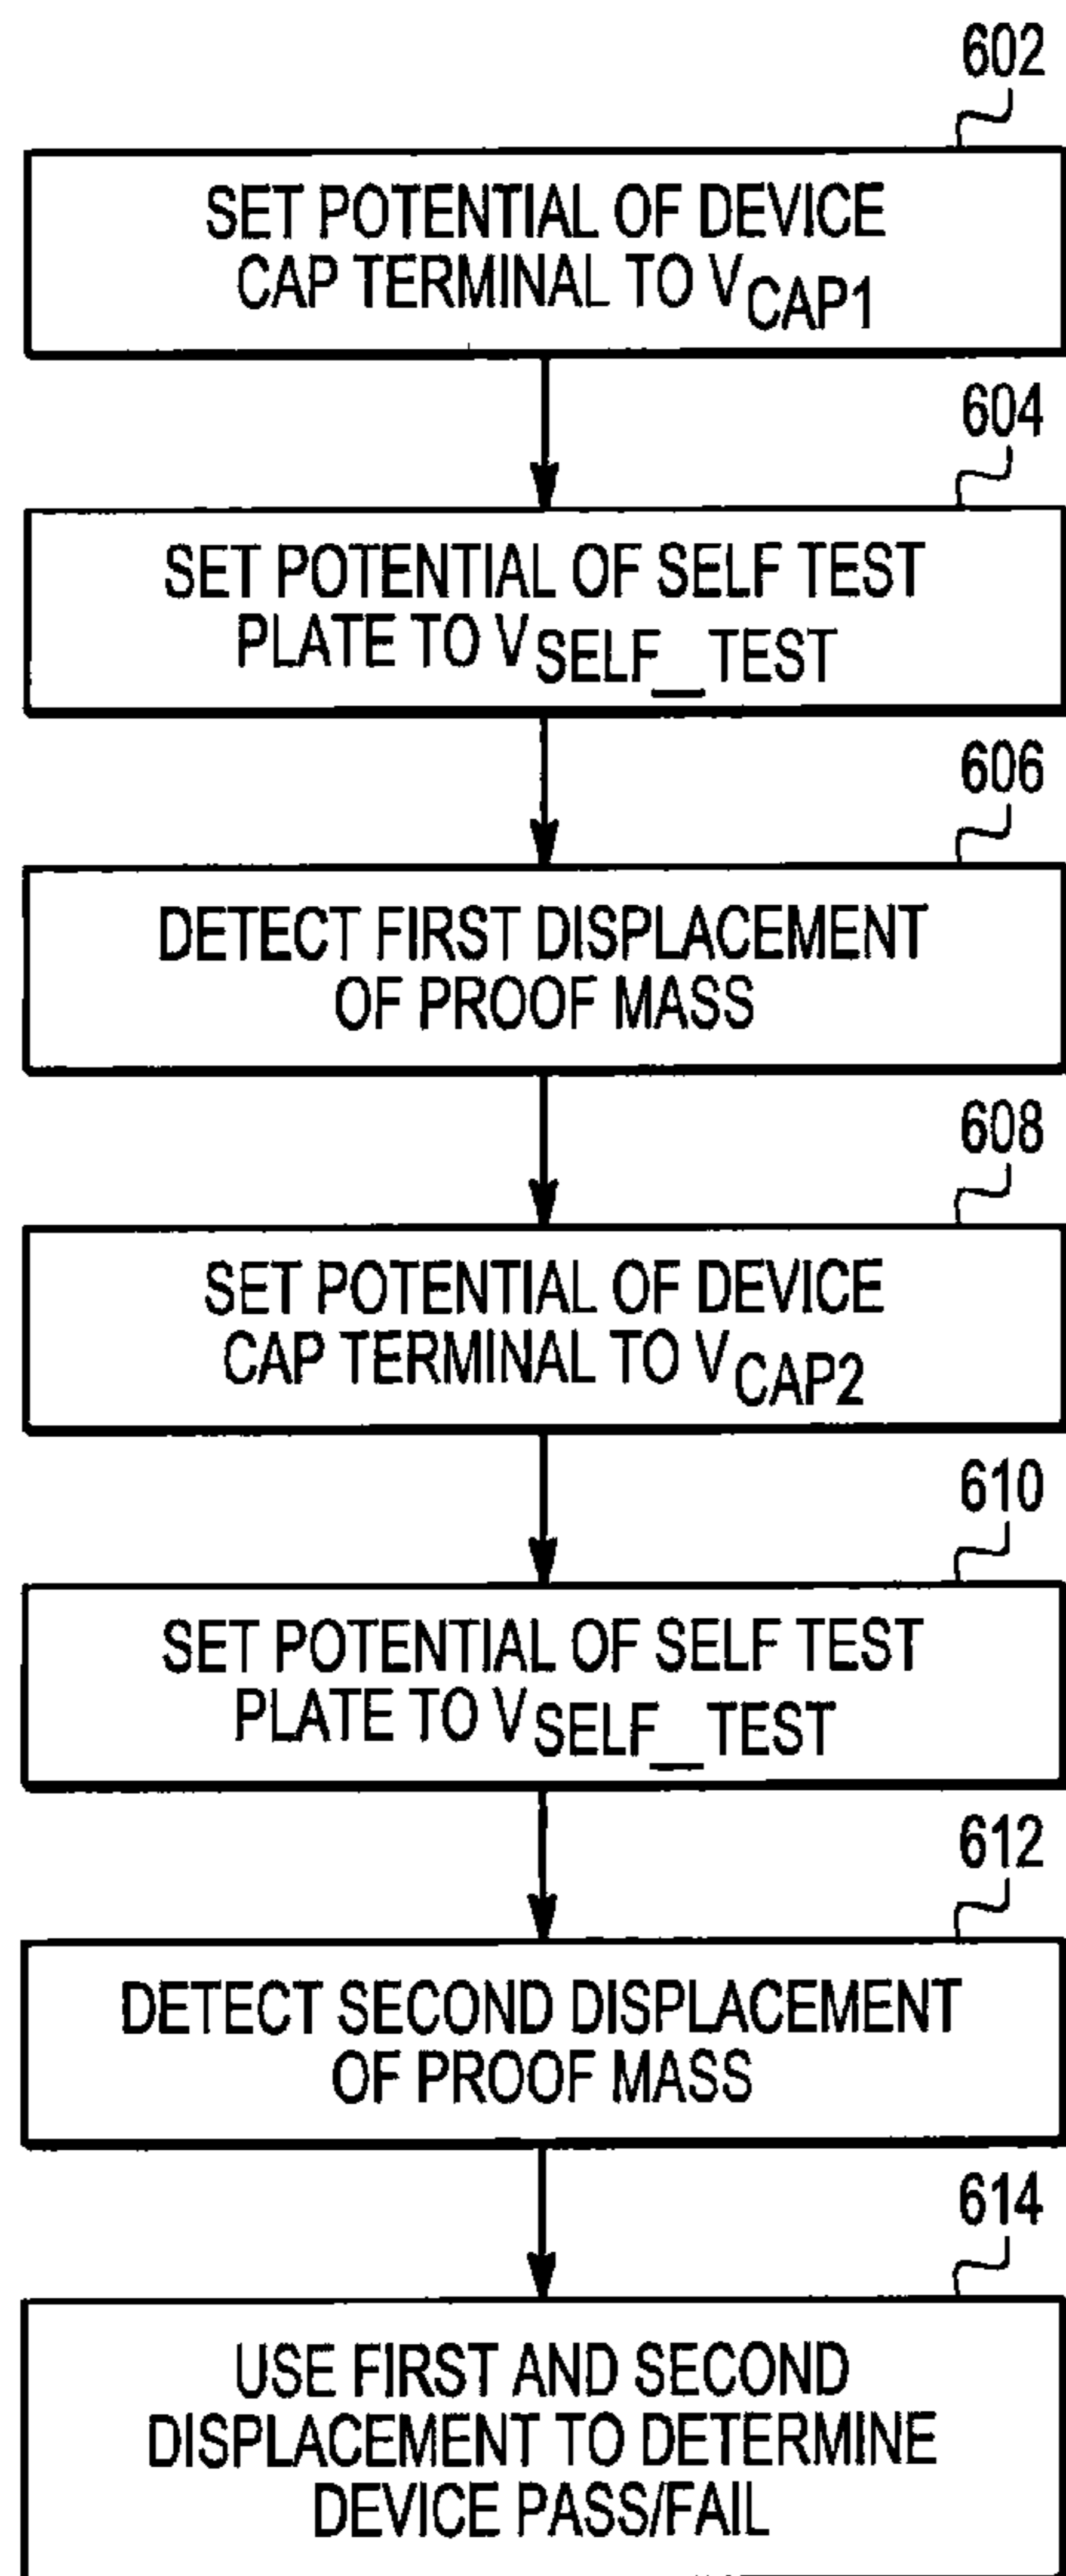 602
SET POTENTIAL OF DEVICE
CAP TERMINAL TO VCAP1
604
SET POTENTIAL OF SELF TEST
PLATE TO VSELF_TEST
606
DETECT FIRST DISPLACEMENT
OF PROOF MASS
608
SET POTENTIAL OF DEVICE
CAP TERMINAL TO VCAP2
610
SET POTENTIAL OF SELF TEST
PLATE TO VSELF_TEST
612
DETECT SECOND DISPLACEMENT
OF PROOF MASS
614
USE FIRST AND SECOND
DISPLACEMENT TO DETERMINE
DEVICE PASS/FAIL